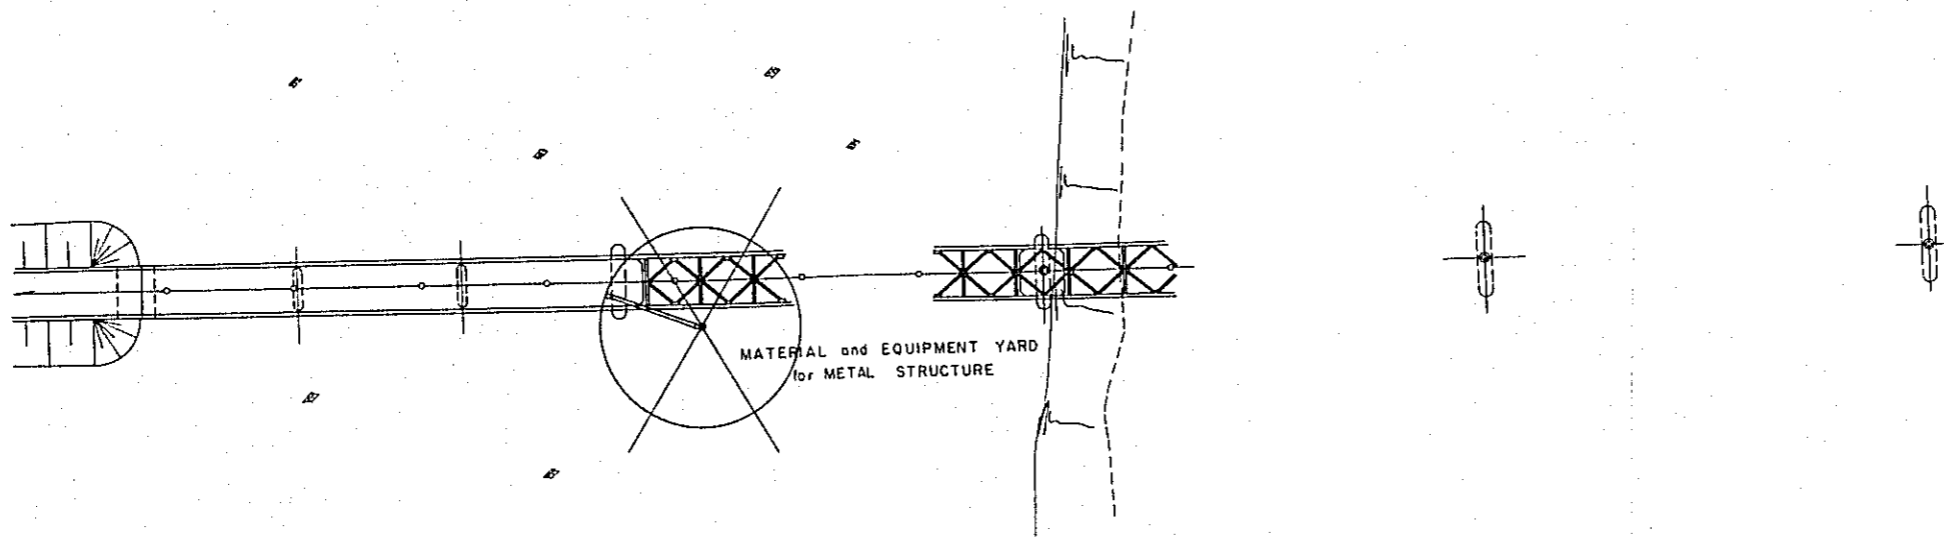 MATERIAL and EQUIPMENT YARD
for METAL STRUCTURE